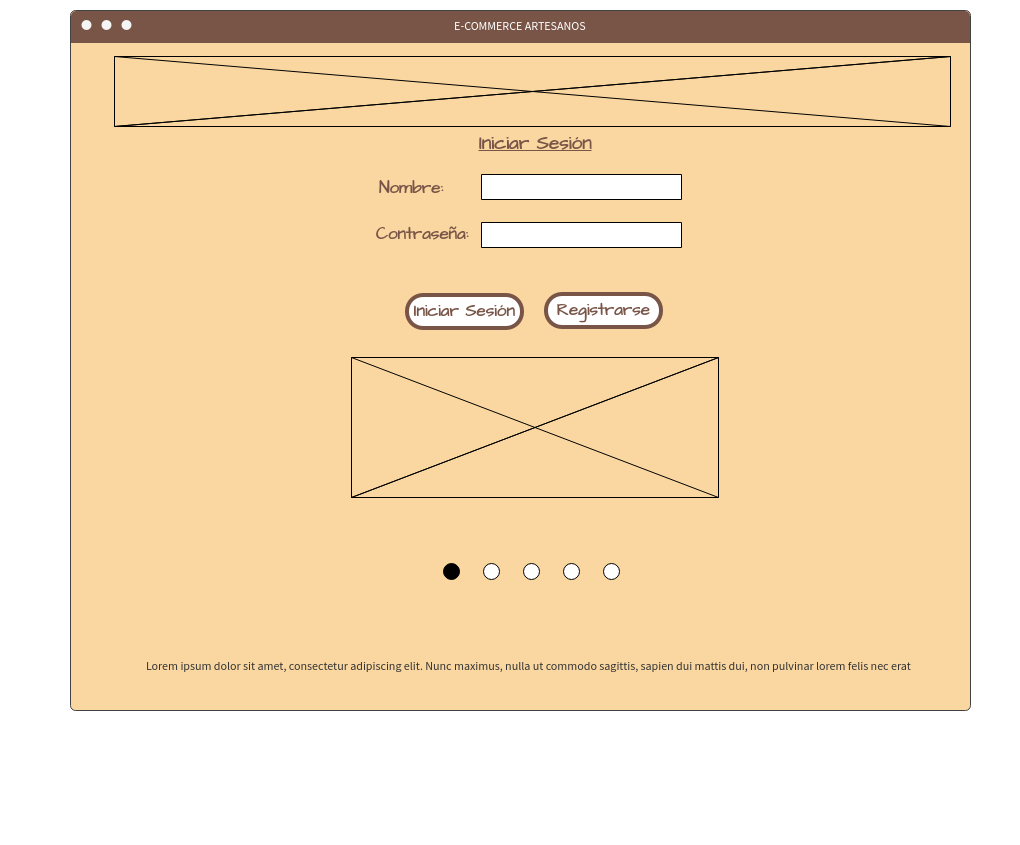 E-COMMERCE ARTESANOS
Iniciar Sesión
Nombre:
Contraseña:
Iniciar Sesión Registrarse
Lorem ipsum dolor sit amet, consectetur adipiscing elit. Nunc maximus, nulla ut commodo sagittis, sapien dui mattis dui, non pulvinar lorem felis nec erat